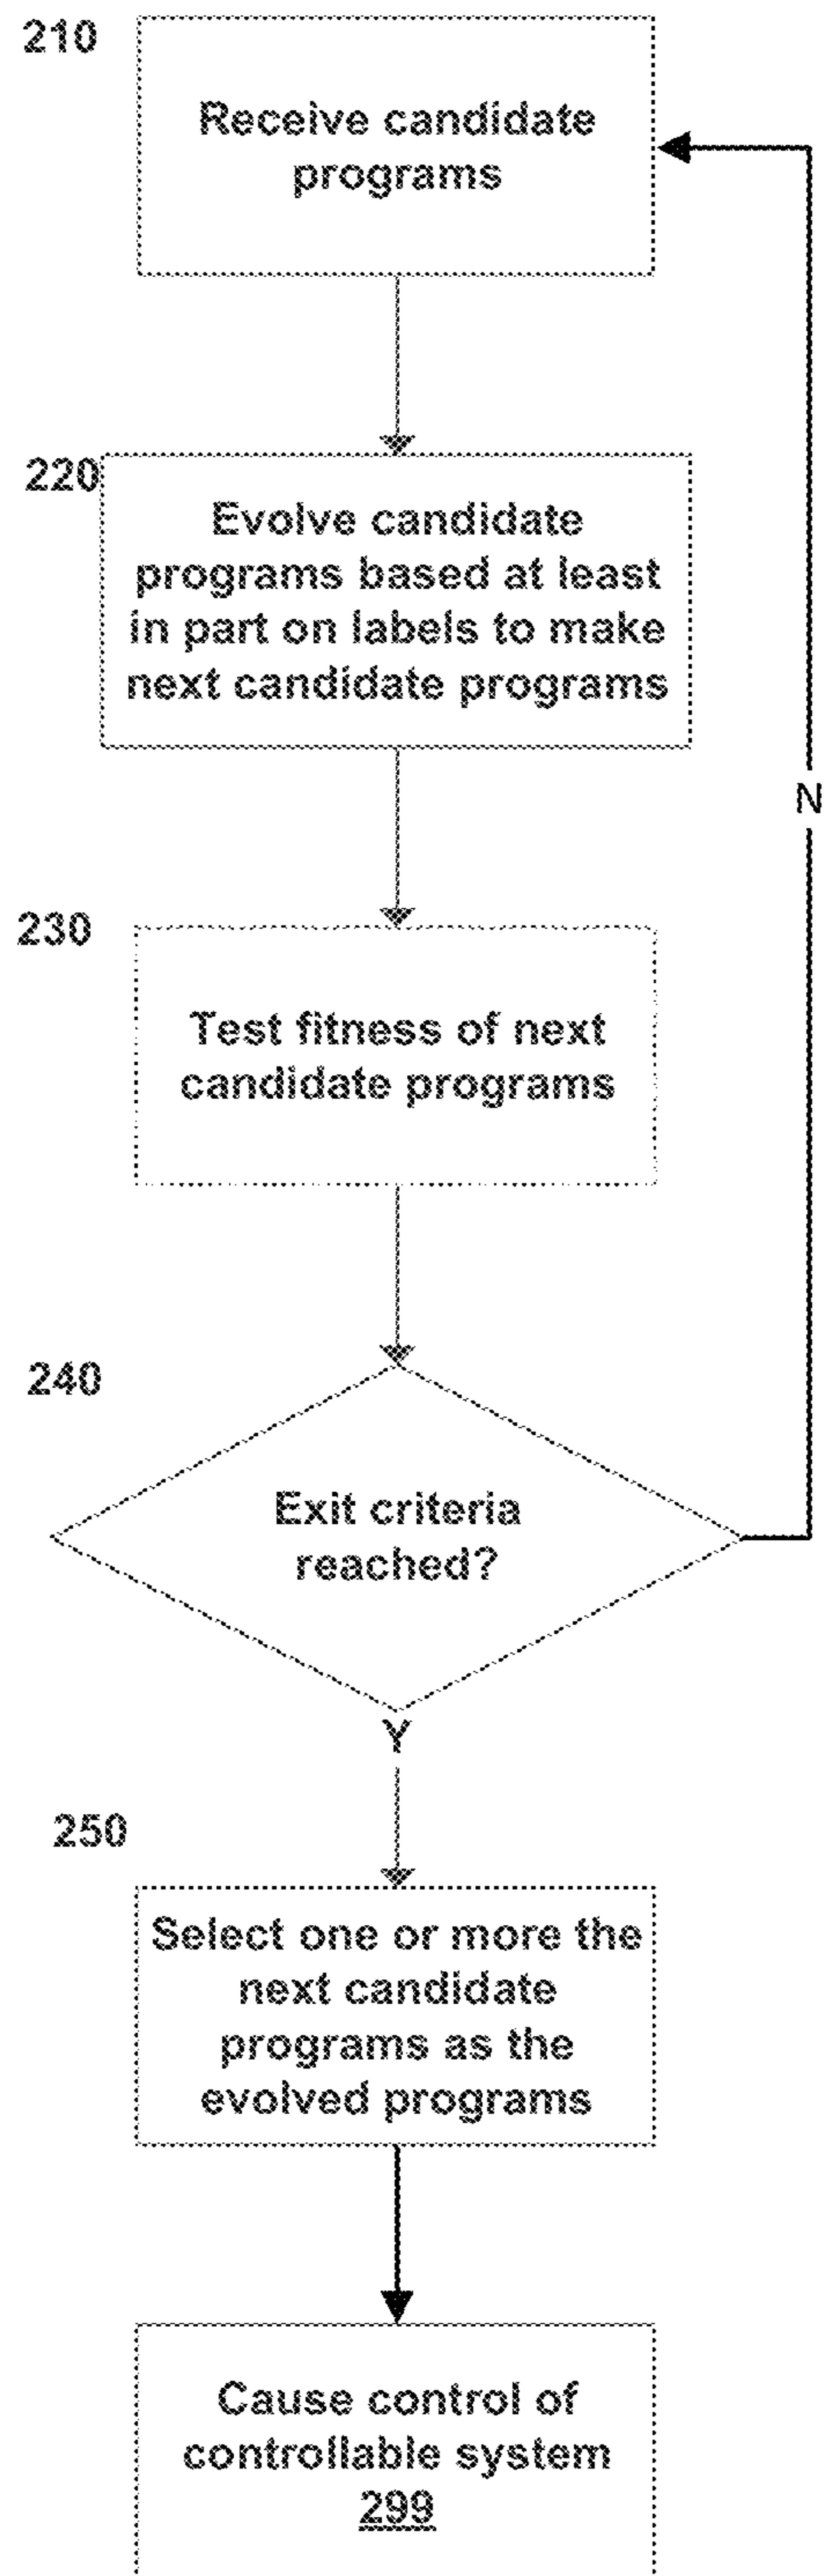 210
Receive candidate
programs
220
Evolve candidate
programs based at least
in part on labels to make
next candidate programs
N
230
Test fitness of next
candidate programs
240
Exit criteria
reached?
Y
250
Select one or more the
next candidate
programs as the
evolved programs
Cause control of
controllable system
299